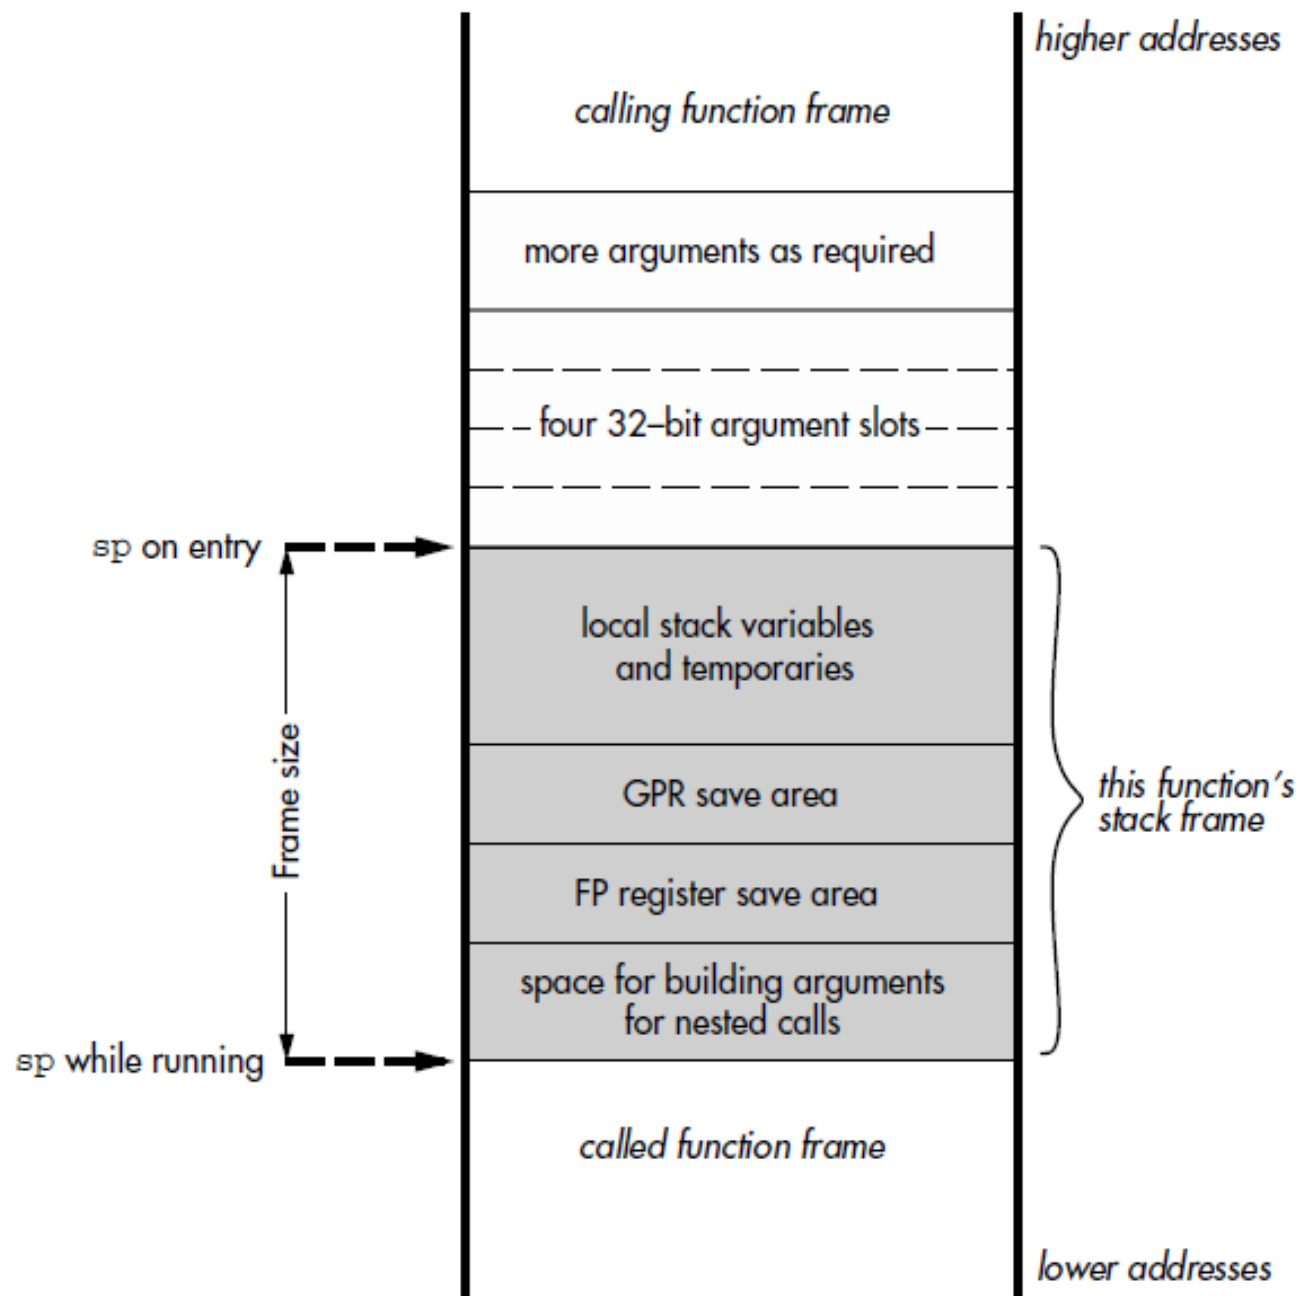 higher addresses
calling function frame
more arguments as required
four 32–bit argument slots
sp on entry
local stack variables
and temporaries
Frame size
GPR save area
this function’s
stack frame
FP register save area
space for building arguments
for nested calls
sp while running
called function frame
lower addresses